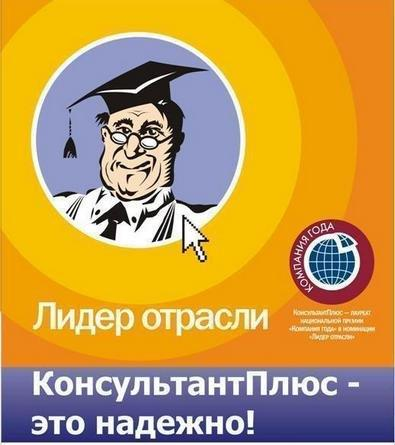 КОМПАНИЯ ГОДА
Лидер отрасли
КонсультантПлюс — лауреат
национальной премии
«Компания года» в номинации
«Лидер отрасли»
КонсультантПлюс -
это надежно!